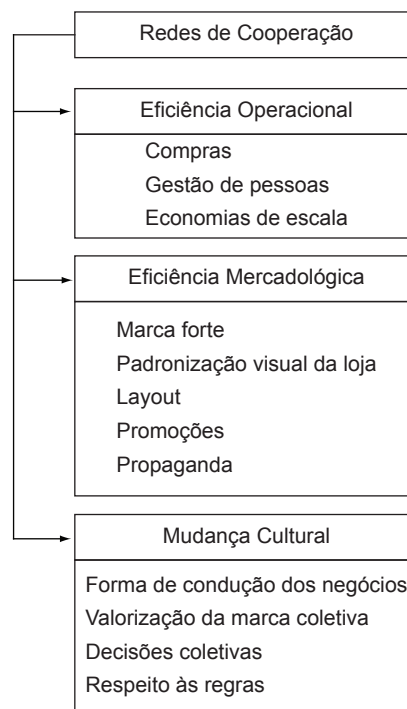 Redes de Cooperação
Eficiência Operacional
Compras
Gestão de pessoas
Economias de escala
Eficiência Mercadológica
Marca forte
Padronização visual da loja
Layout
Promoções
Propaganda
Mudança Cultural
Forma de condução dos negócios
Valorização da marca coletiva
Decisões coletivas
Respeito às regras